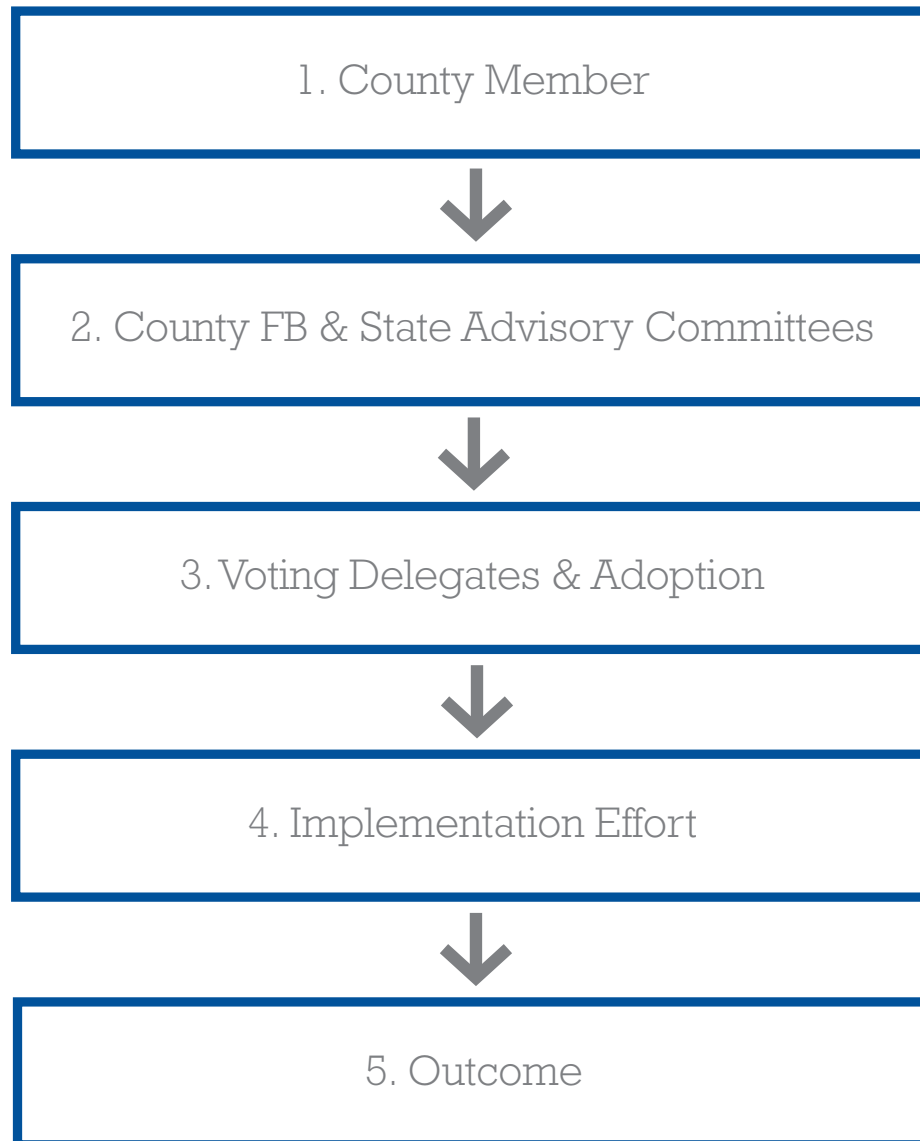 1. County Member
2. County FB & State Advisory Committees
3. Voting Delegates & Adoption
4. Implementation Effort
5. Outcome